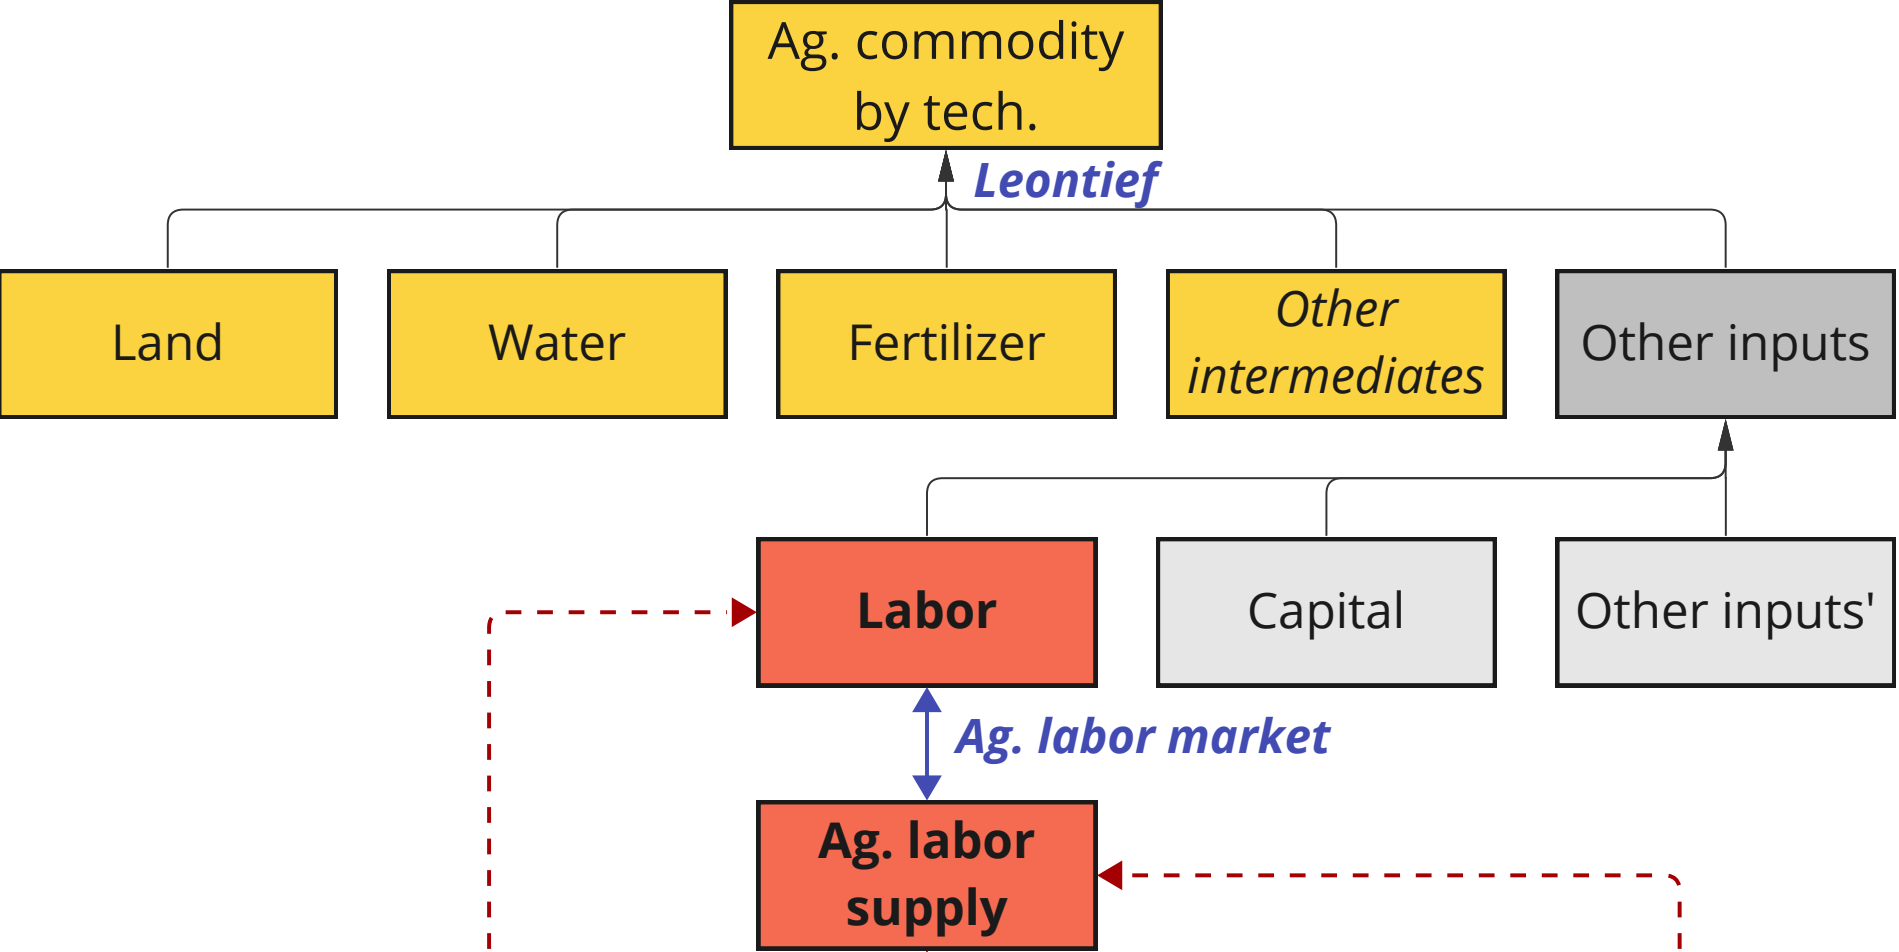 Ag. commodity
by tech.
Leontief
Land
Water
Fertilizer
Other
intermediates
Other inputs
Labor
Capital
Other inputs'
Ag. labor market
Ag. labor
supply